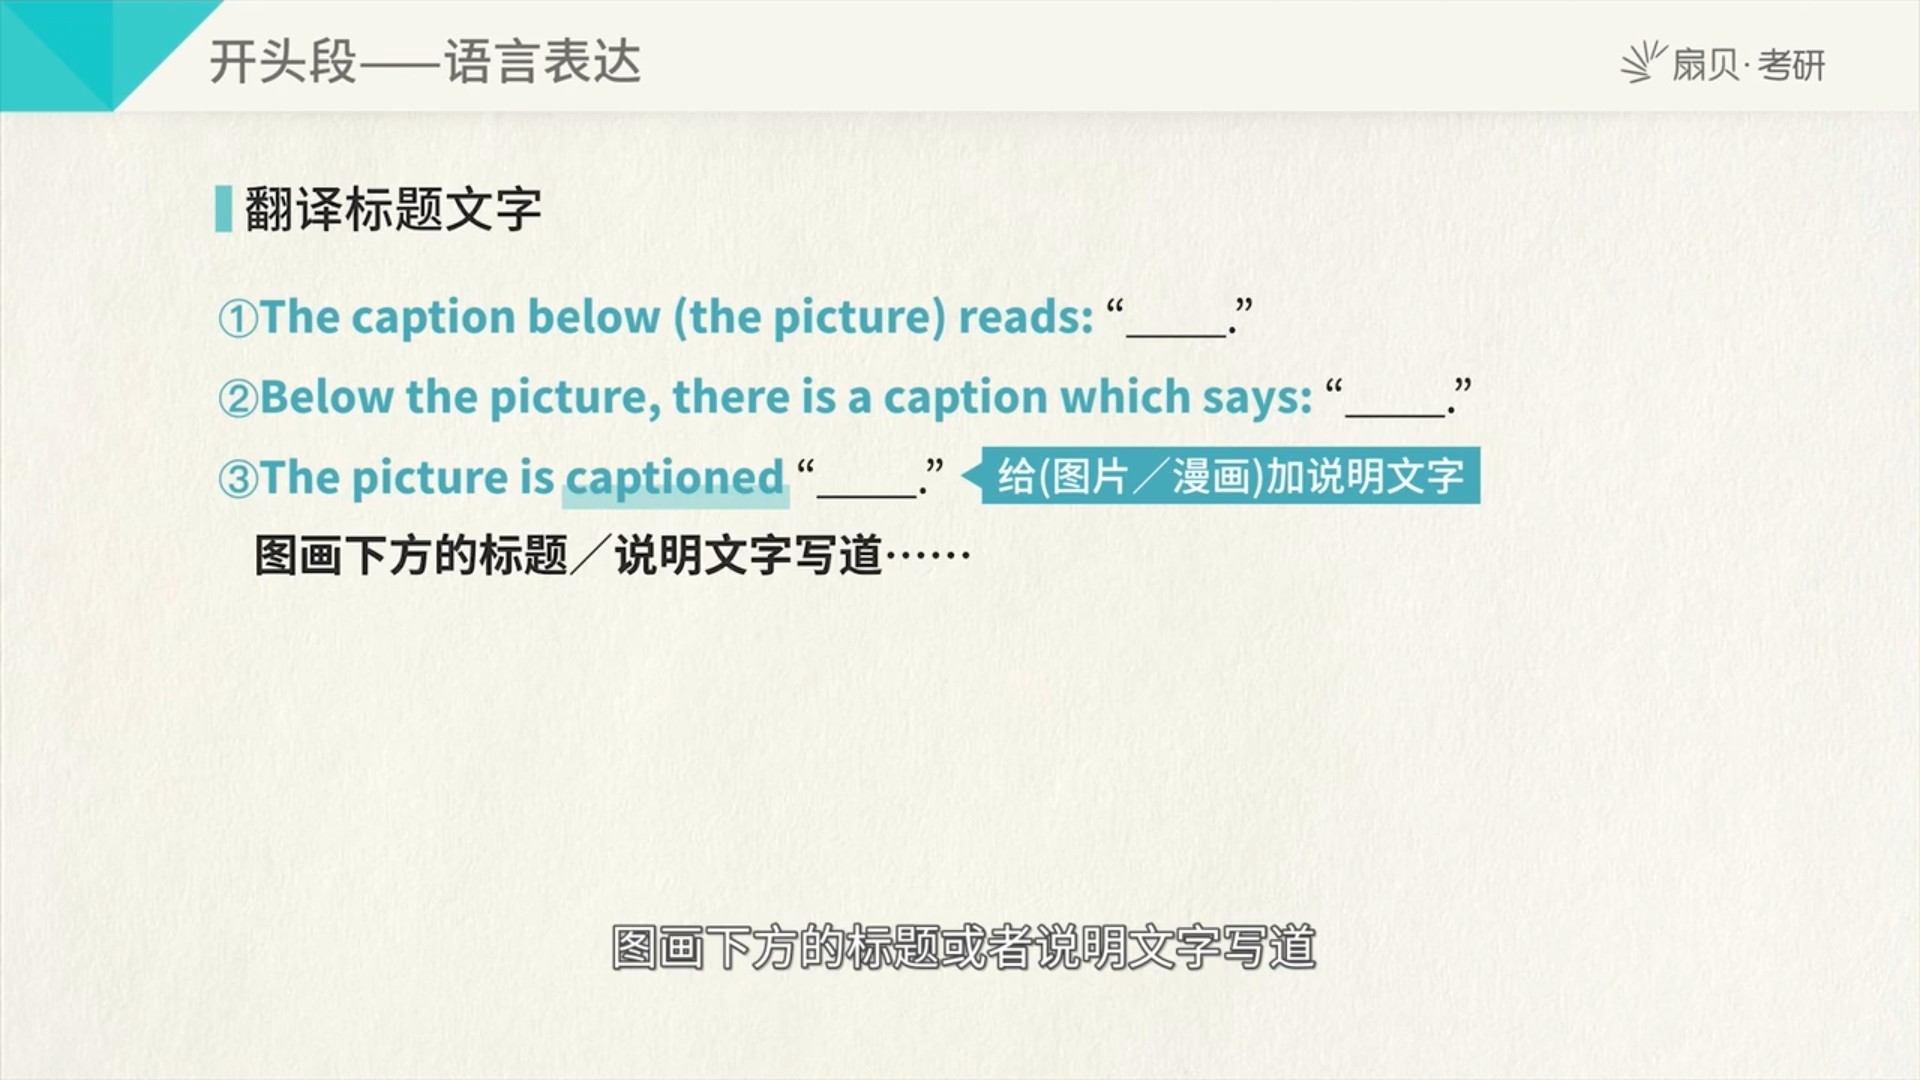 开头段——语言表达
扇贝·考研
翻译标题文字
①The caption below (the picture) reads: “_____.”
②Below the picture, there is a caption which says: “_____.”
③The picture is captioned “_____.” 给(图片／漫画)加说明文字
图画下方的标题／说明文字写道……
图画下方的标题或者说明文字写道